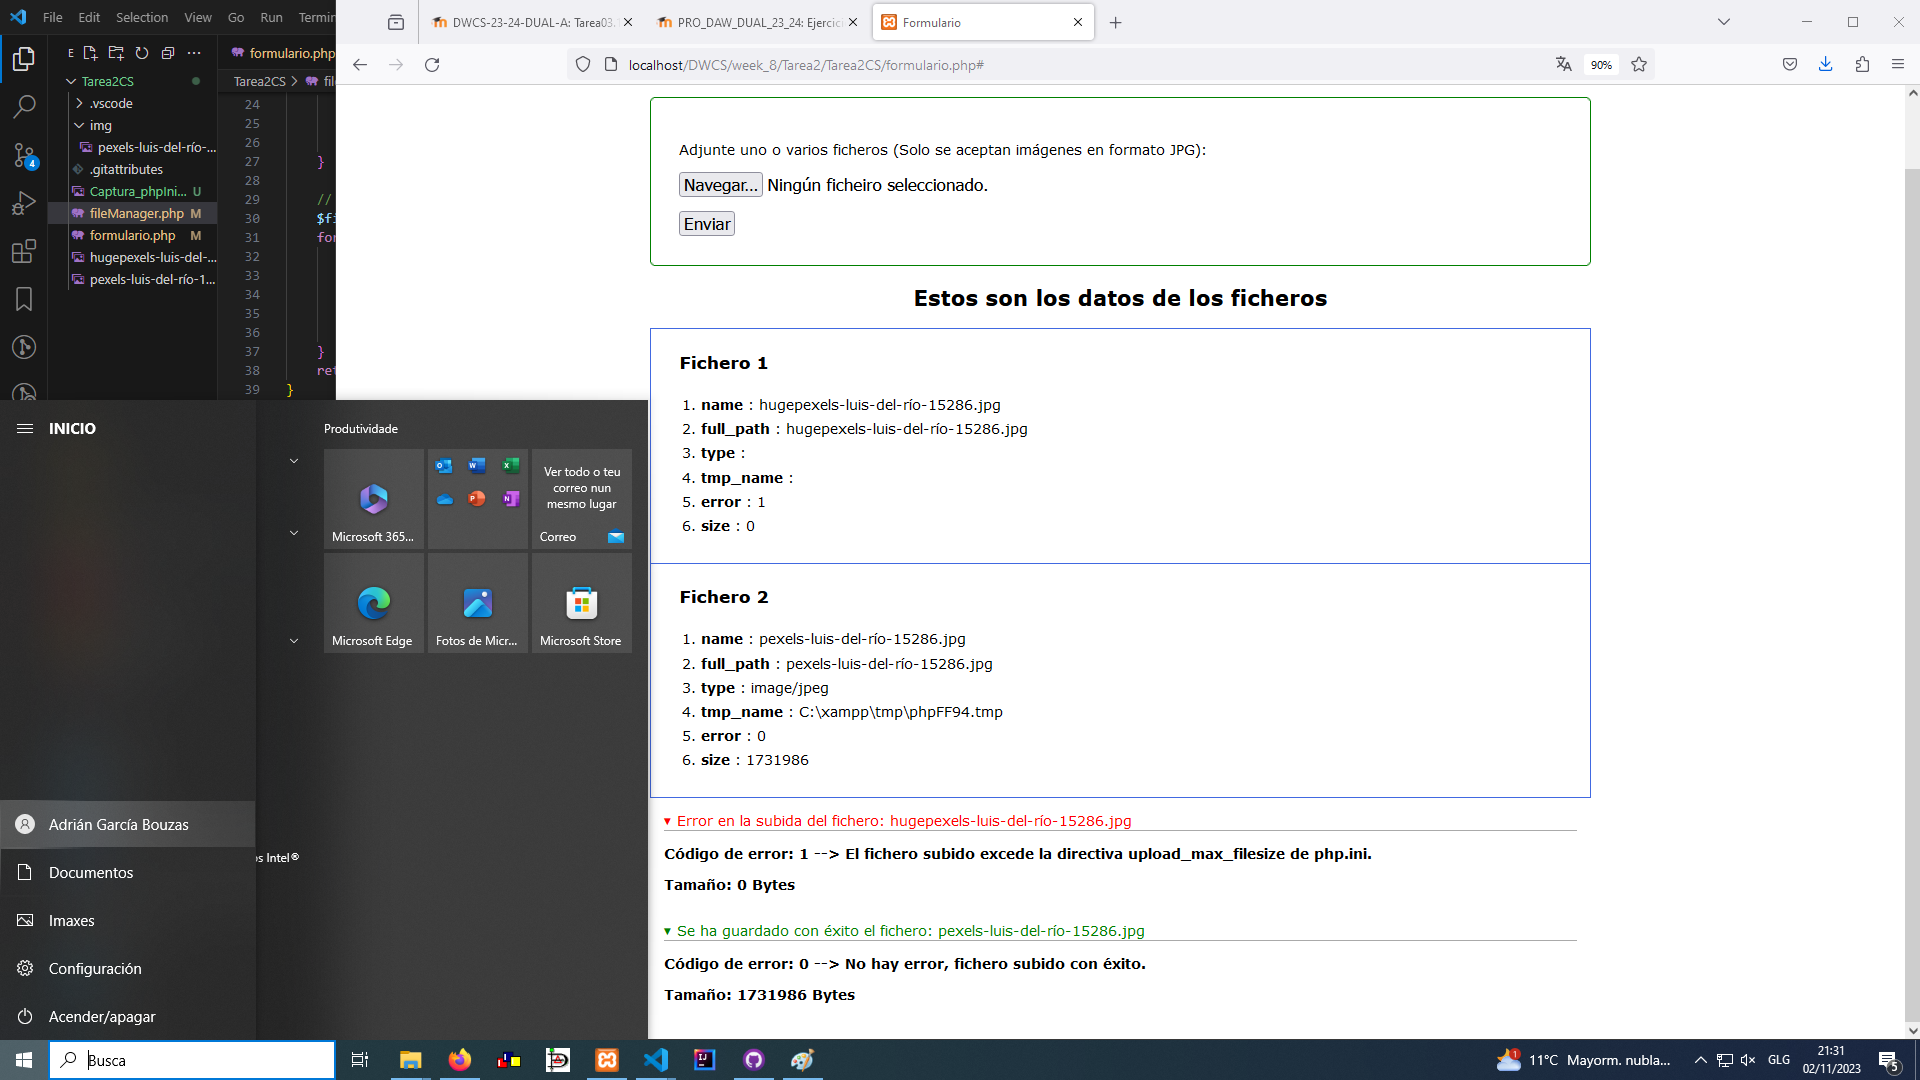 File Edit Selection View Go Run Termin
DWCS-23-24-DUAL-A: Tarea03.
PRO_DAW_DUAL_23_24: Ejercic
Formulario
E
formulario.php
localhost/DWCS/week_8/Tarea2/Tarea2CS/formulario.php#
90%
Tarea2CS
.vscode
img
pexels-luis-del-río-...
.gitattributes
Captura_phpIni... U
fileManager.php M
formulario.php M
hugepexels-luis-del-...
pexels-luis-del-río-1...
4
Tarea2CS > fil
24
25
26
27 }
28
29 //
30 $fi
31 for
32
33
34
35
36
37 }
38 ret
39 }
Adjunte uno o varios ficheros (Solo se aceptan imágenes en formato JPG):
Navegar... Ningún ficheiro seleccionado.
Enviar
Estos son los datos de los ficheros
Fichero 1
1. name : hugepexels-luis-del-río-15286.jpg
2. full_path : hugepexels-luis-del-río-15286.jpg
3. type :
4. tmp_name :
5. error : 1
6. size : 0
Fichero 2
1. name : pexels-luis-del-río-15286.jpg
2. full_path : pexels-luis-del-río-15286.jpg
3. type : image/jpeg
4. tmp_name : C:\xampp\tmp\phpFF94.tmp
5. error : 0
6. size : 1731986
▾ Error en la subida del fichero: hugepexels-luis-del-río-15286.jpg
Código de error: 1 --> El fichero subido excede la directiva upload_max_filesize de php.ini.
Tamaño: 0 Bytes
▾ Se ha guardado con éxito el fichero: pexels-luis-del-río-15286.jpg
Código de error: 0 --> No hay error, fichero subido con éxito.
Tamaño: 1731986 Bytes
INICIO
Produtividade
Microsoft 365...
Ver todo o teu
correo nun
mesmo lugar
Correo
Microsoft Edge
Fotos de Micr...
Microsoft Store
Adrián García Bouzas
os Intel®
Documentos
Imaxes
Configuración
Acender/apagar
Busca
1
11°C Mayorm. nubla...
GLG
21:31
02/11/2023
5